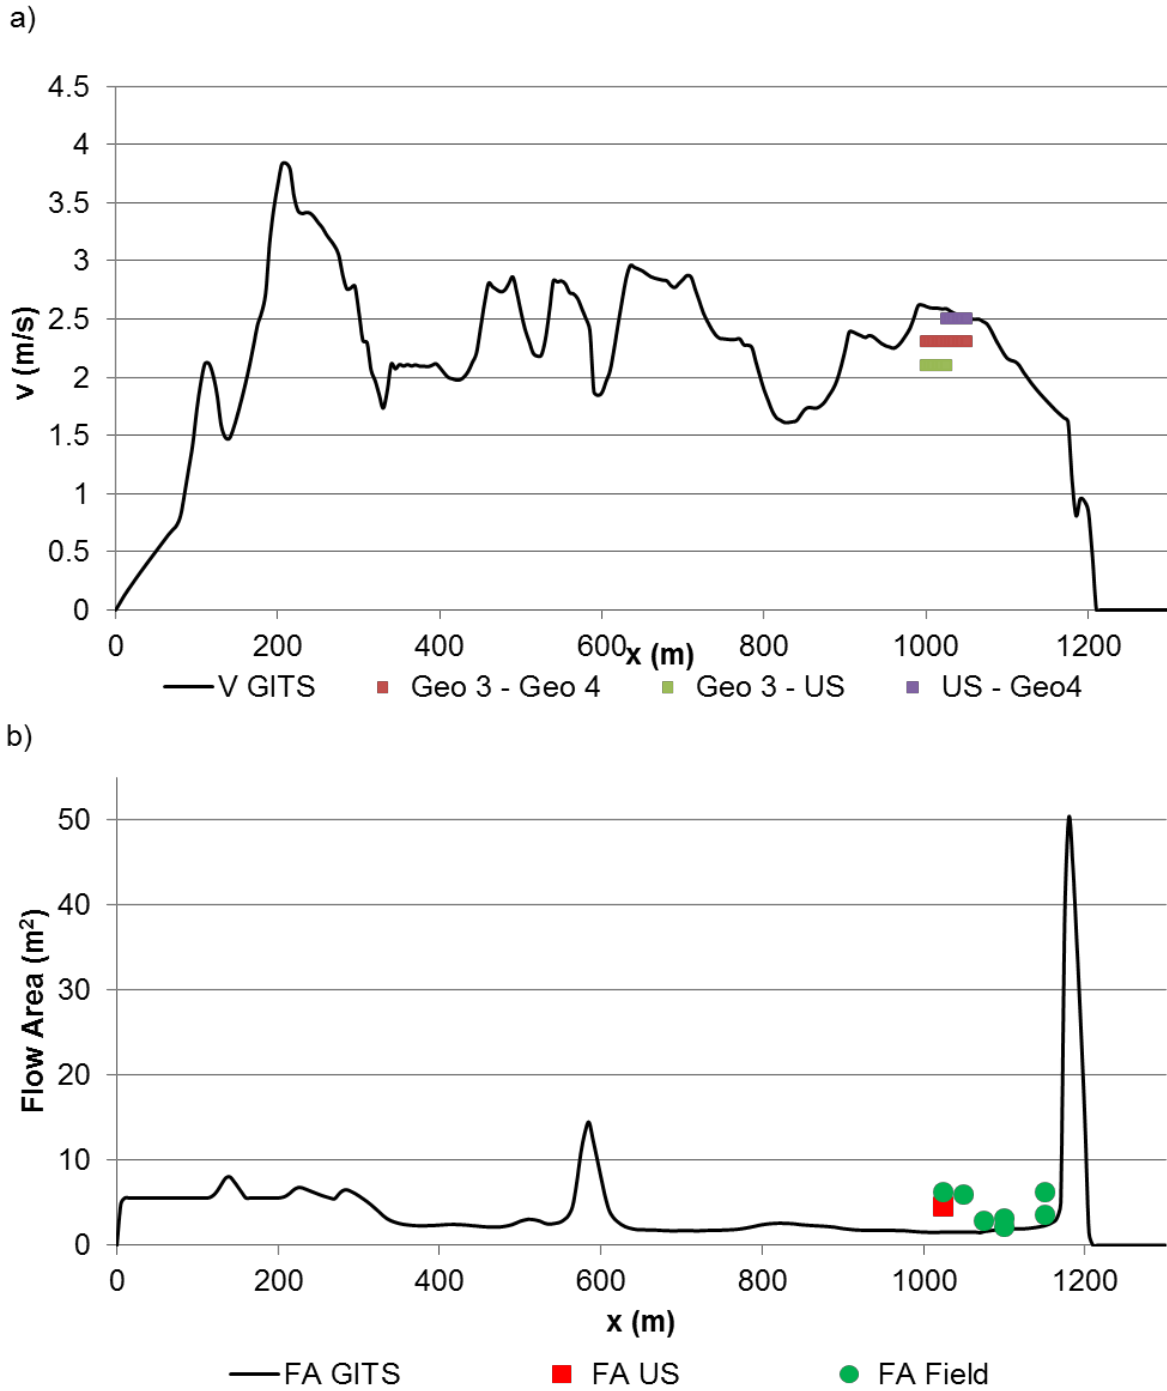 a)
4.5
4
3.5
3
2.5
2
1.5
1
0.5
0
v (m/s)
0 200 400 600 800 1000 1200
x (m)
V GITS Geo 3 - Geo 4 Geo 3 - US US - Geo4
b)
50
40
30
20
10
0
Flow Area (m²)
0 200 400 600 800 1000 1200
x (m)
FA GITS FA US FA Field